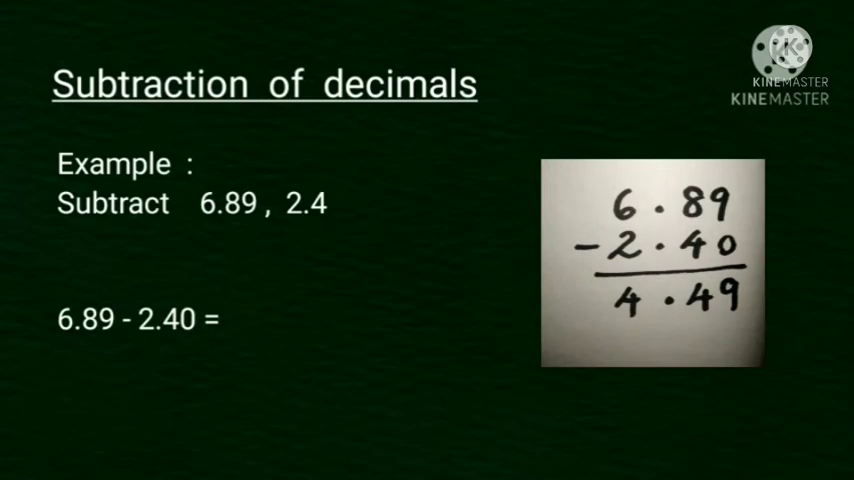 Subtraction of decimals
KINEMASTER
KINEMASTER
Example :
Subtract 6.89 , 2.4
6.89 - 2.40 =
6.89
- 2.40
4.49